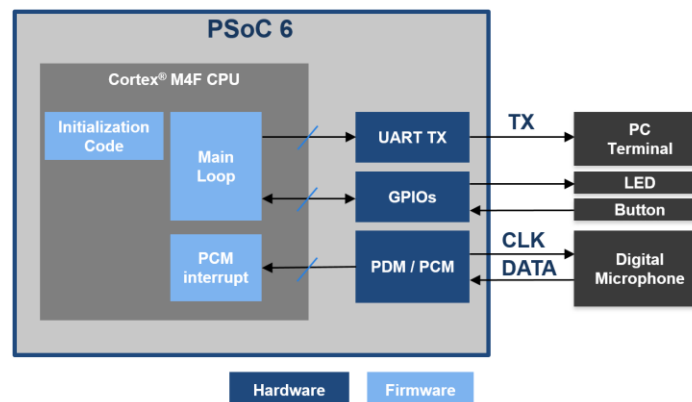 PSoC 6
Cortex® M4F CPU
Initialization
Code
Main
Loop
PCM
interrupt
UART TX
GPIOs
PDM / PCM
TX
CLK
DATA
PC
Terminal
LED
Button
Digital
Microphone
Hardware
Firmware